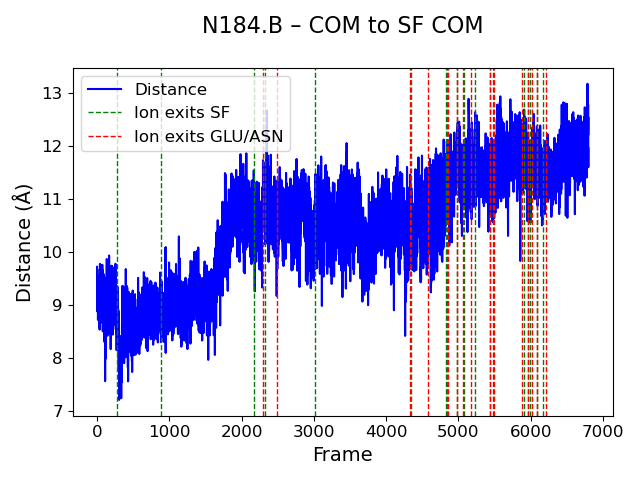 N184.B – COM to SF COM
Distance
Ion exits SF
Ion exits GLU/ASN
13
12
11
10
9
8
7
Distance (Å)
0 1000 2000 3000 4000 5000 6000 7000
Frame